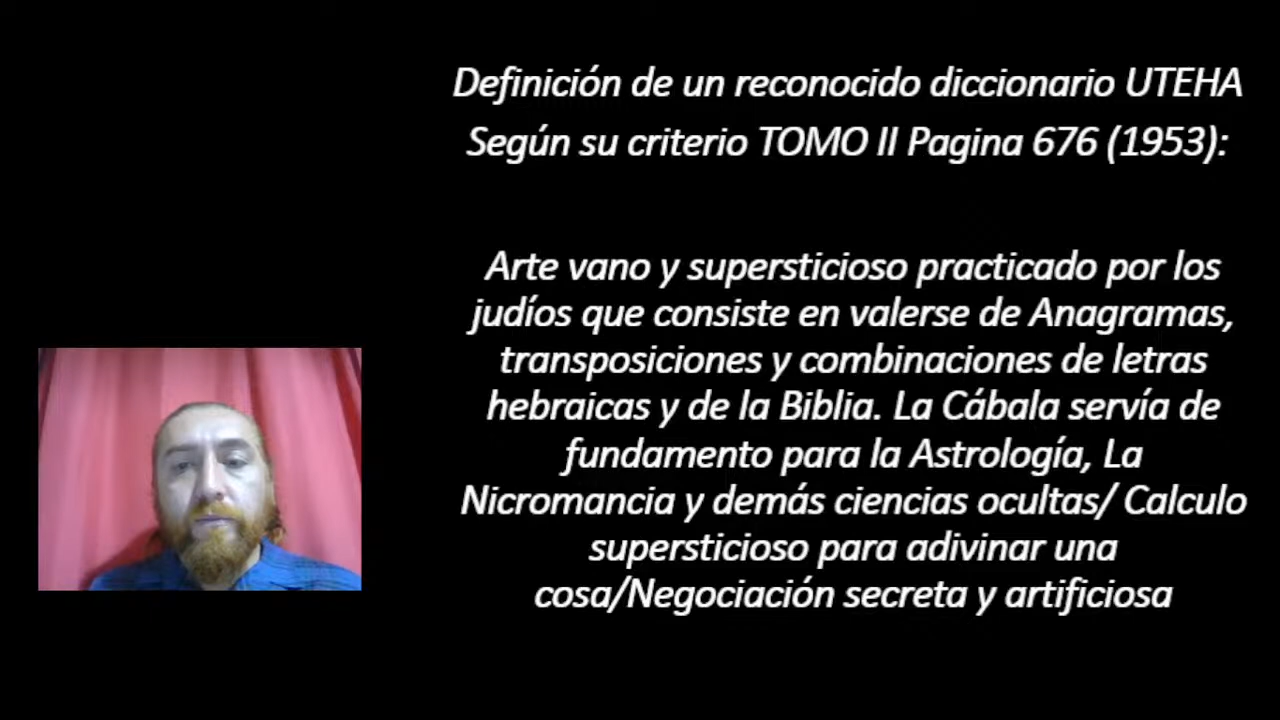 Definición de un reconocido diccionario UTEHA
Según su criterio TOMO II Pagina 676 (1953):
Arte vano y supersticioso practicado por los
judíos que consiste en valerse de Anagramas,
transposiciones y combinaciones de letras
hebraicas y de la Biblia. La Cábala servía de
fundamento para la Astrología, La
Nicromancia y demás ciencias ocultas/ Calculo
supersticioso para adivinar una
cosa/Negociación secreta y artificiosa